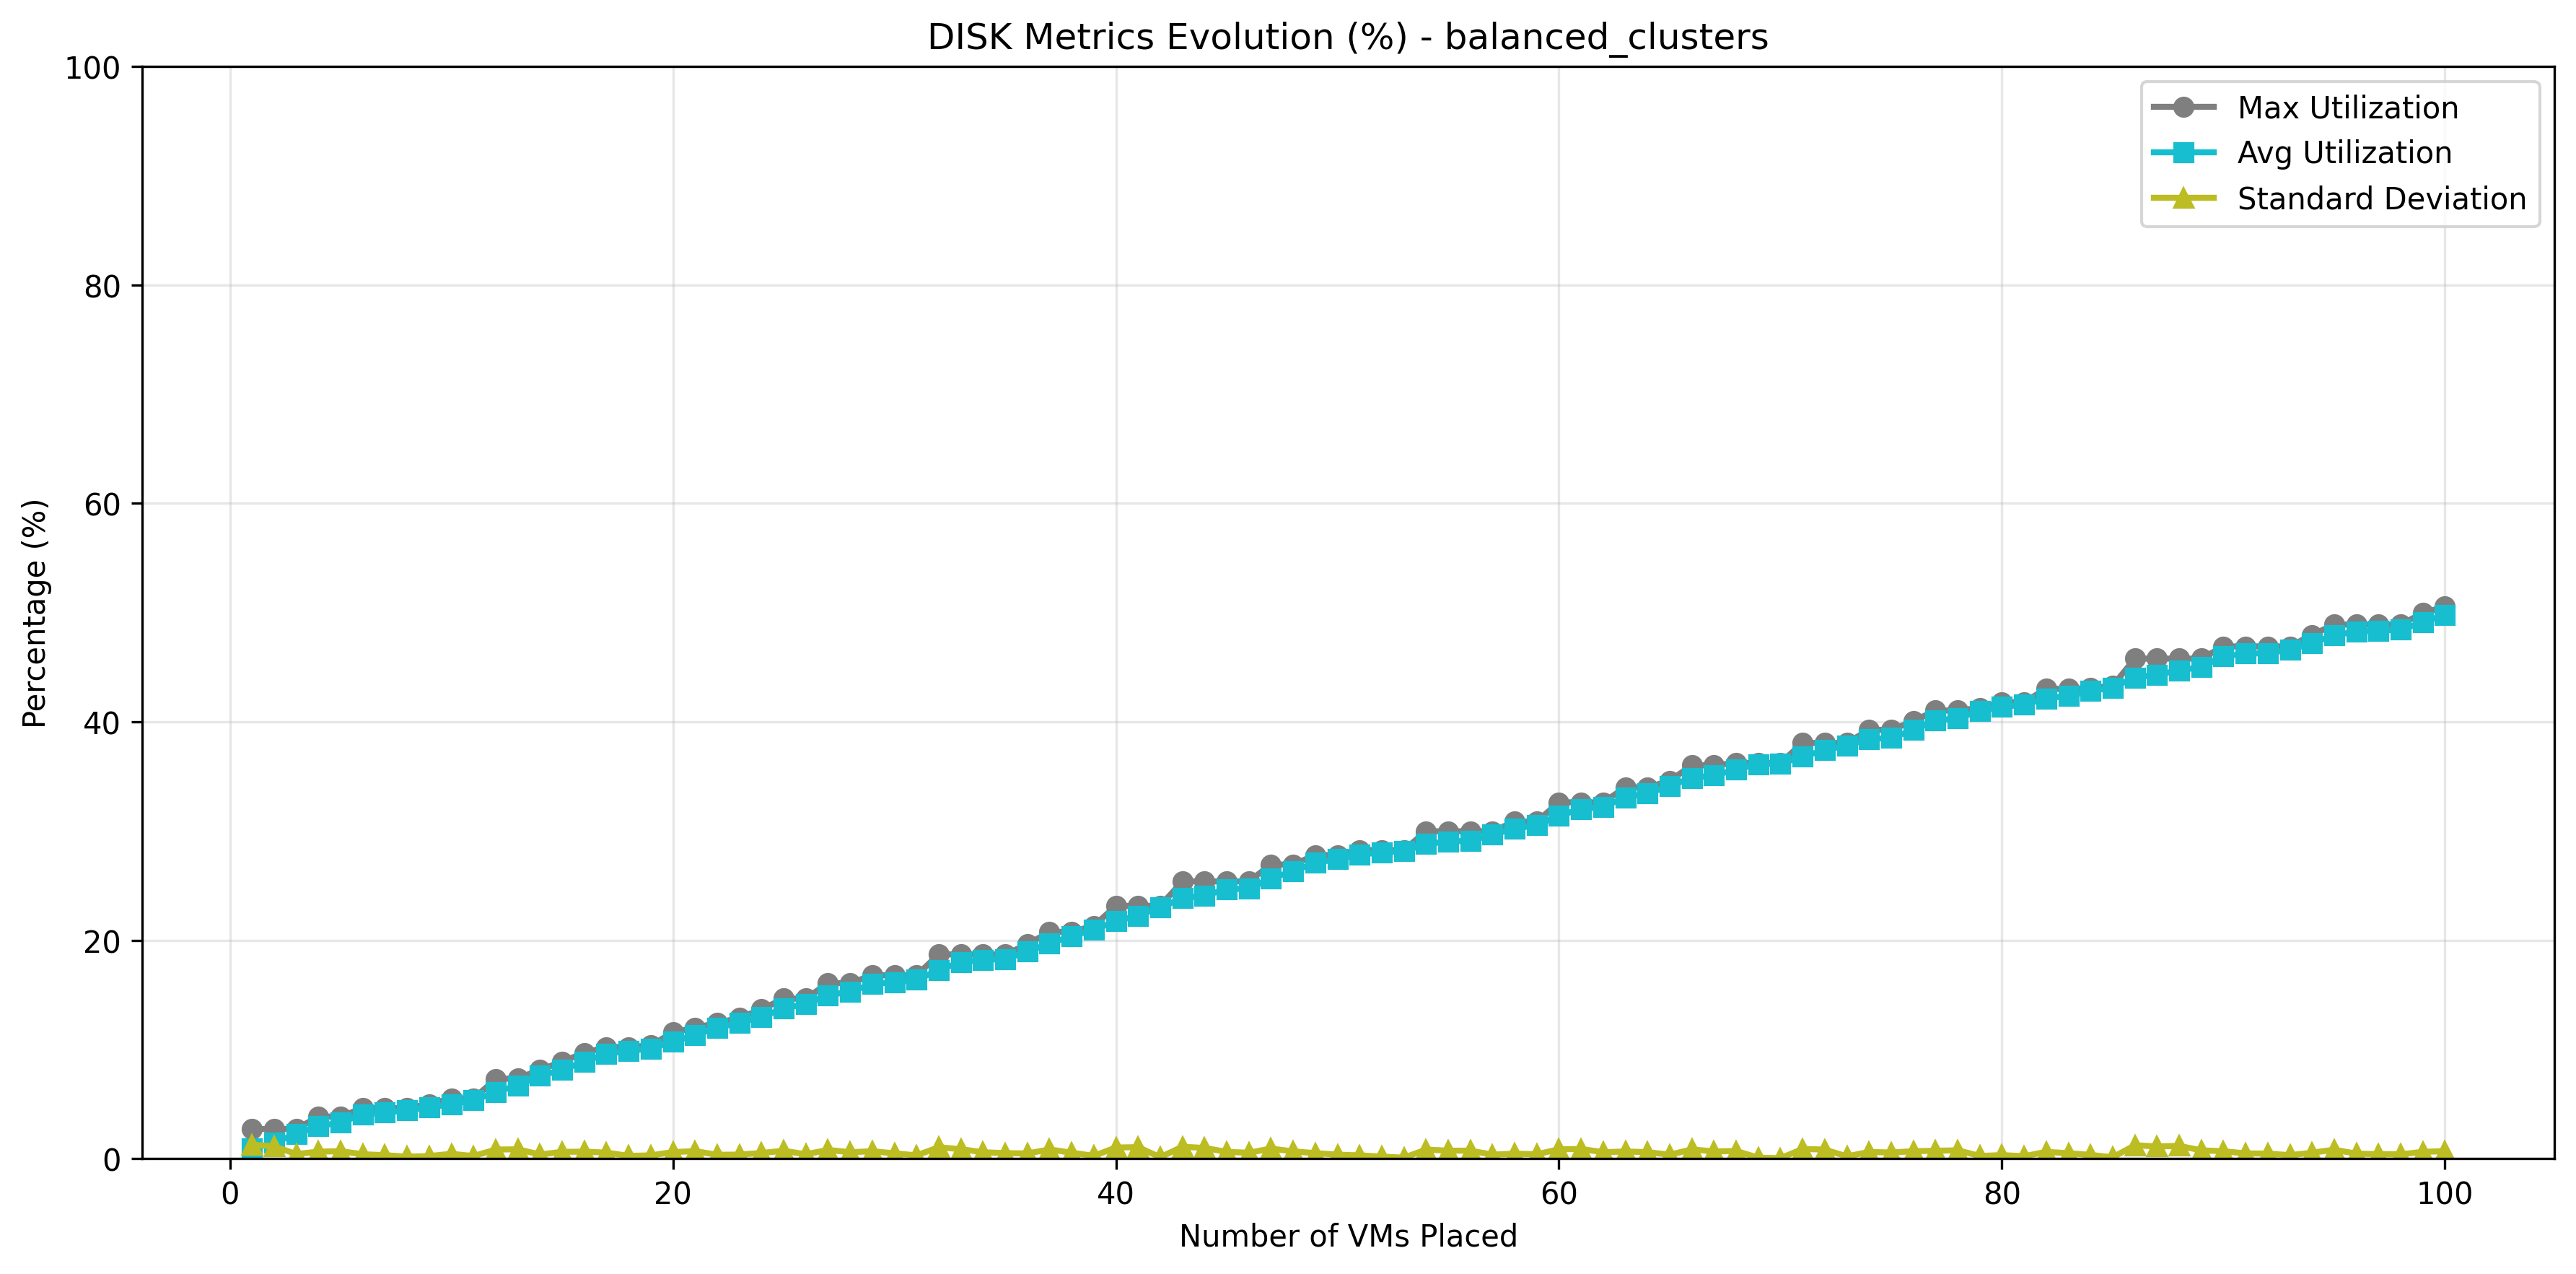 DISK Metrics Evolution (%) - balanced_clusters
100
80
60
40
20
0
Percentage (%)
Max Utilization
Avg Utilization
Standard Deviation
0 20 40 60 80 100
Number of VMs Placed